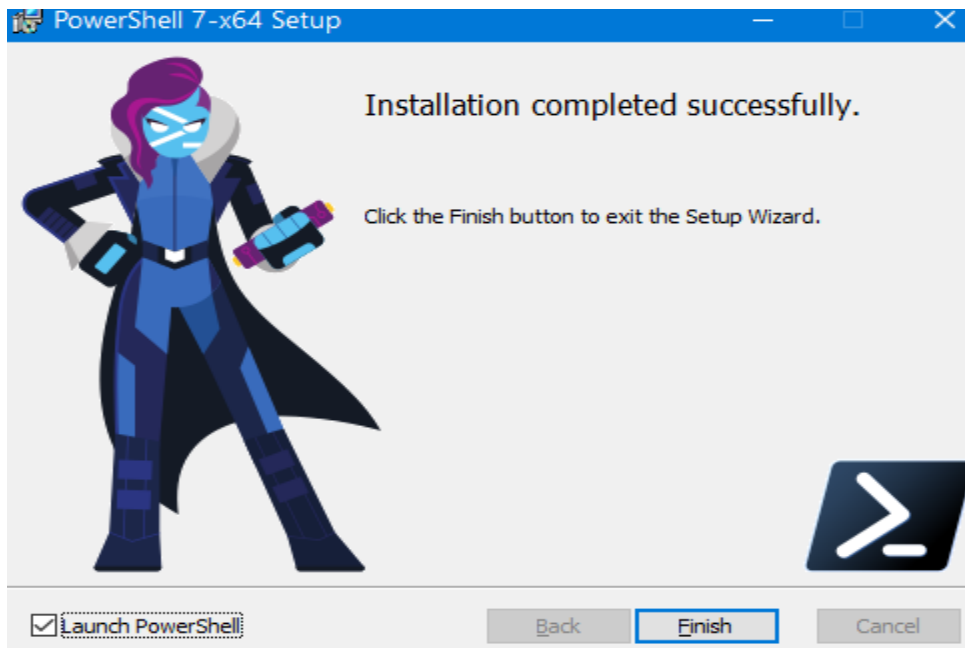 PowerShell 7-x64 Setup
Installation completed successfully.
Click the Finish button to exit the Setup Wizard.
Launch PowerShell
Back
Finish
Cancel